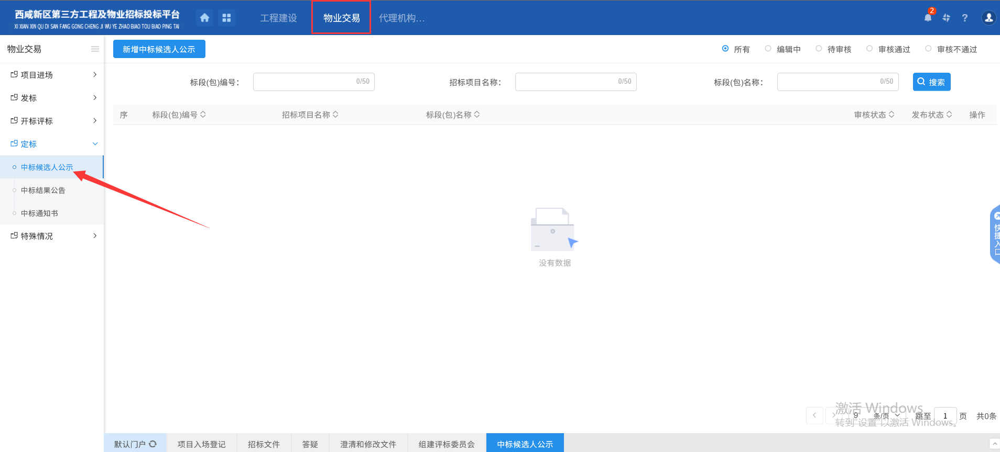 西咸新区第三方工程及物业招标投标平台
XI XIAN XIN QU DI SAN FANG GONG CHENG JI WU YE ZHAO BIAO TOU BIAO PING TAI
工程建设
物业交易
代理机构...
2
物业交易
新增中标候选人公示
所有
编辑中
待审核
审核通过
审核不通过
项目进场
发标
开标评标
定标
中标候选人公示
中标结果公告
中标通知书
特殊情况
标段(包)编号：
0/50
招标项目名称：
0/50
标段(包)名称：
0/50
搜索
序
标段(包)编号
招标项目名称
标段(包)名称
审核状态
发布状态
操作
没有数据
快捷入口
激活 Windows
转到"设置"以激活 Windows。
9
条/页
跳至
1
页
共0条
默认门户
项目入场登记
招标文件
答疑
澄清和修改文件
组建评标委员会
中标候选人公示